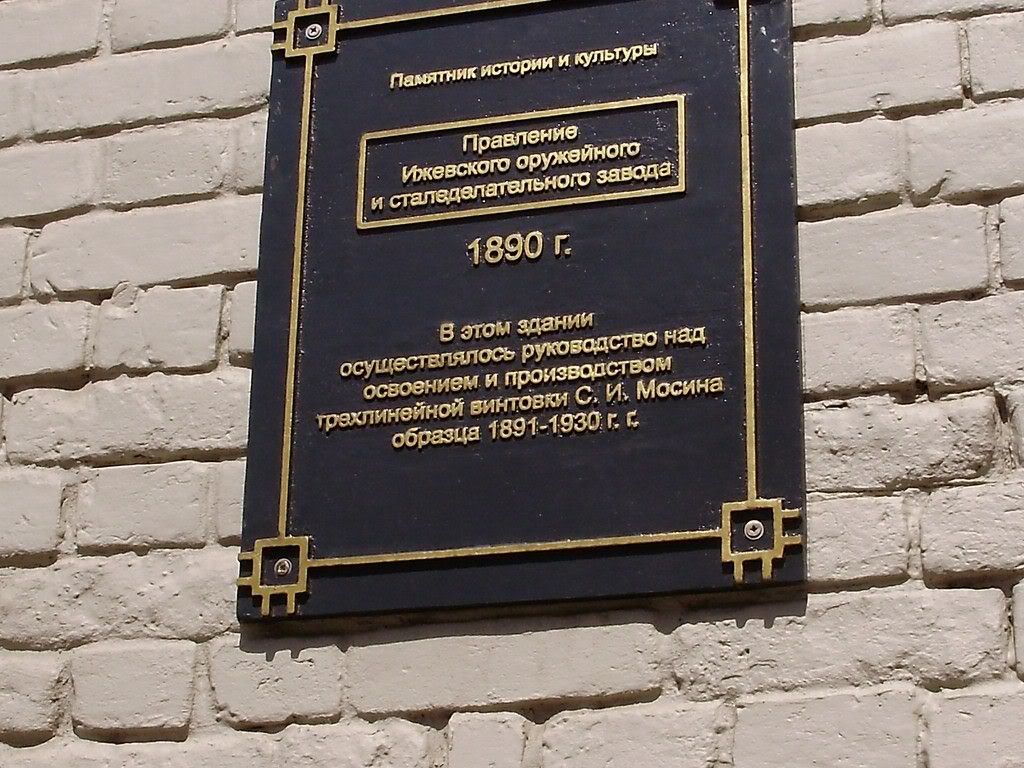 Памятник истории и культуры
Правление
Ижевского оружейного
и сталеделательного завода
1890 г.
В этом здании
осуществлялось руководство над
освоением и производством
трехлинейной винтовки С. И. Мосина
образца 1891-1930 г. г.